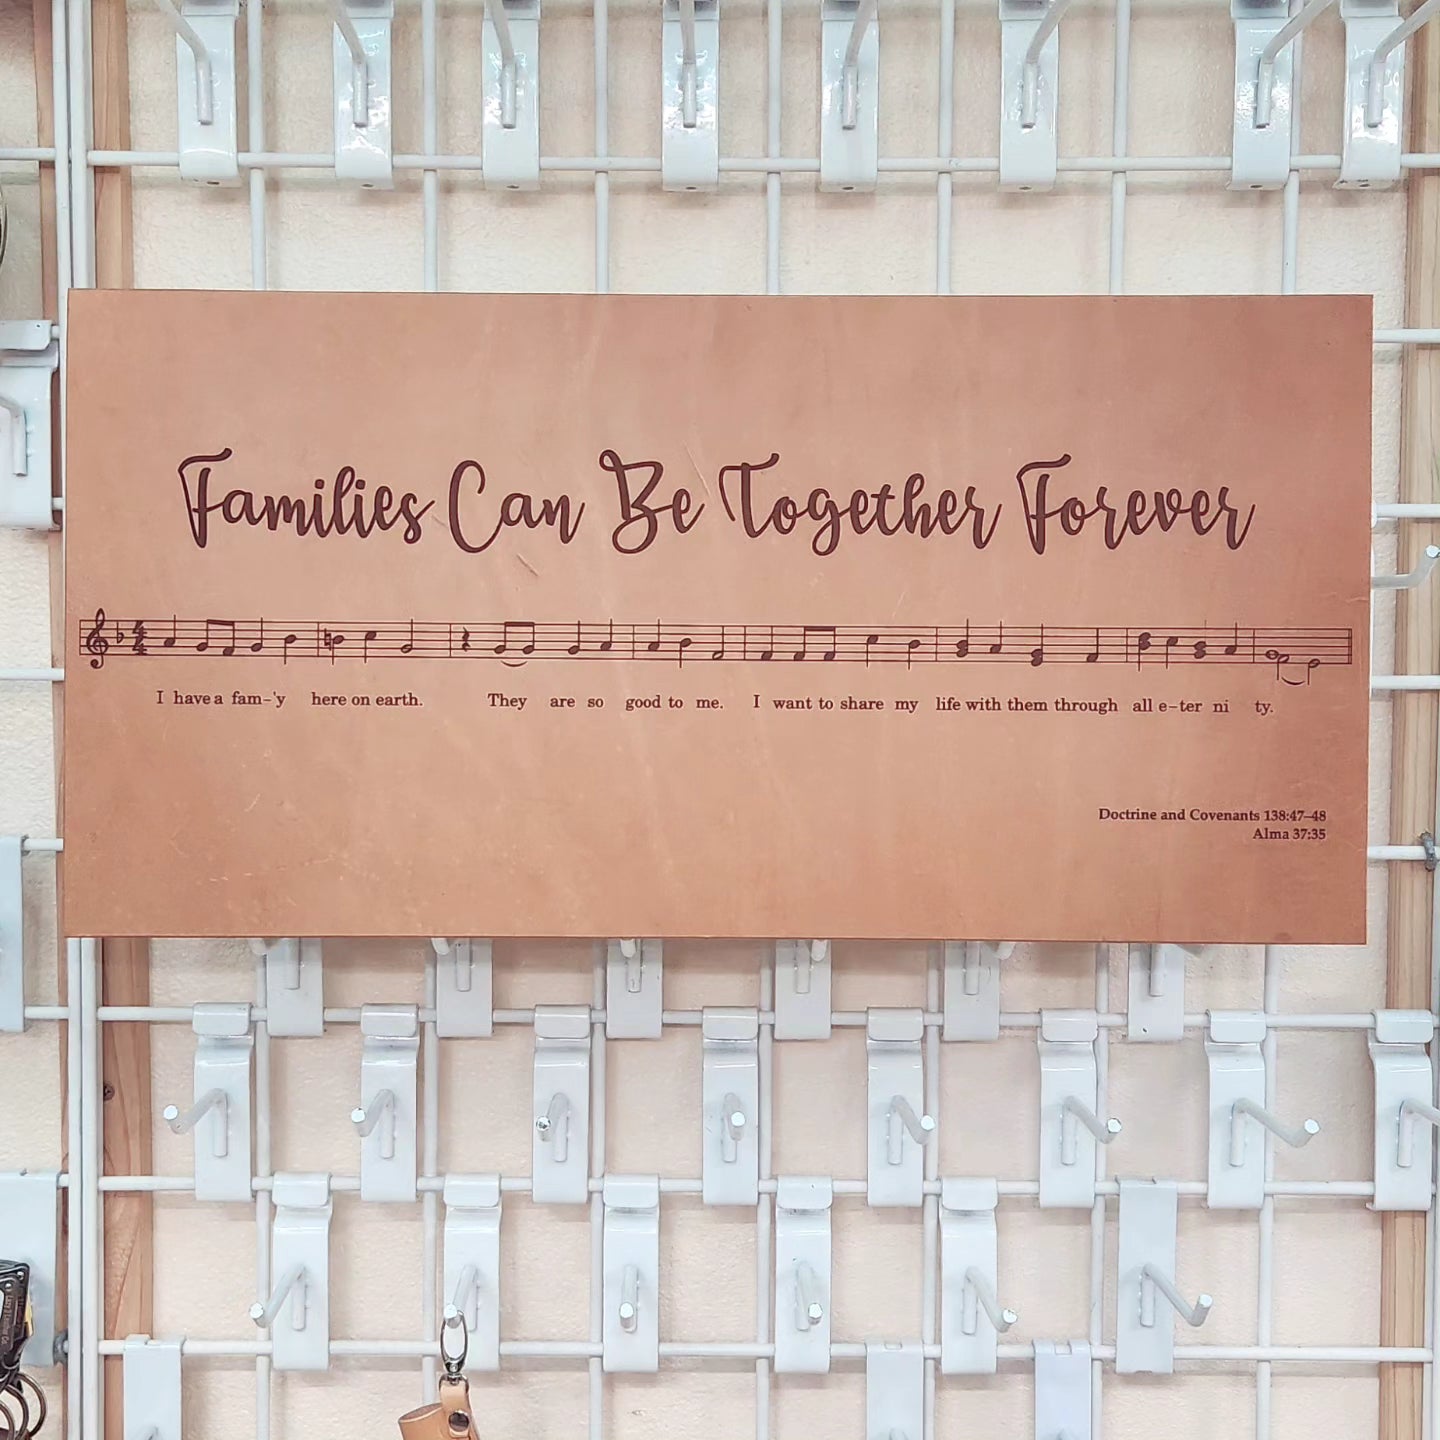 Families Can Be Together Forever
I have a fam-'y here on earth. They are so good to me. I want to share my life with them through all e-ter ni ty.
Doctrine and Covenants 138:47–48
Alma 37:35